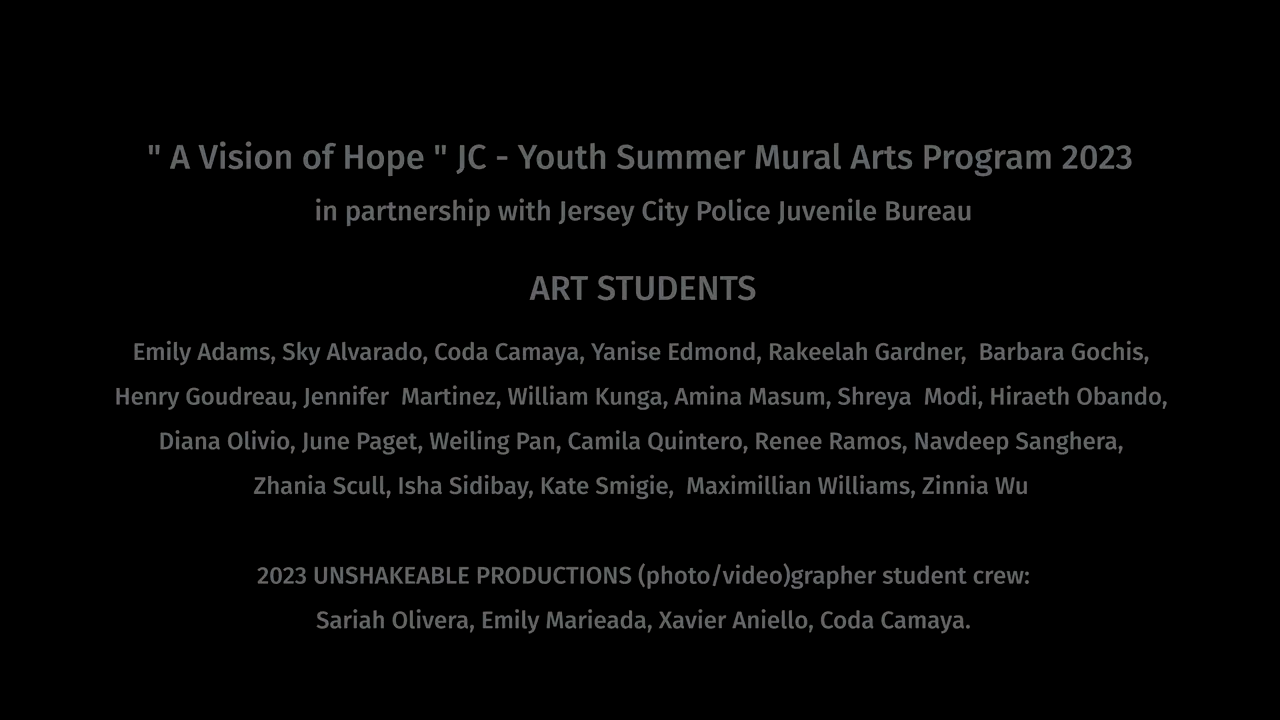 " A Vision of Hope " JC - Youth Summer Mural Arts Program 2023
in partnership with Jersey City Police Juvenile Bureau
ART STUDENTS
Emily Adams, Sky Alvarado, Coda Camaya, Yanise Edmond, Rakeelah Gardner,  Barbara Gochis,
Henry Goudreau, Jennifer  Martinez, William Kunga, Amina Masum, Shreya  Modi, Hiraeth Obando,
Diana Olivio, June Paget, Weiling Pan, Camila Quintero, Renee Ramos, Navdeep Sanghera,
Zhania Scull, Isha Sidibay, Kate Smigie,  Maximillian Williams, Zinnia Wu
2023 UNSHAKEABLE PRODUCTIONS (photo/video)grapher student crew:
Sariah Olivera, Emily Marieada, Xavier Aniello, Coda Camaya.